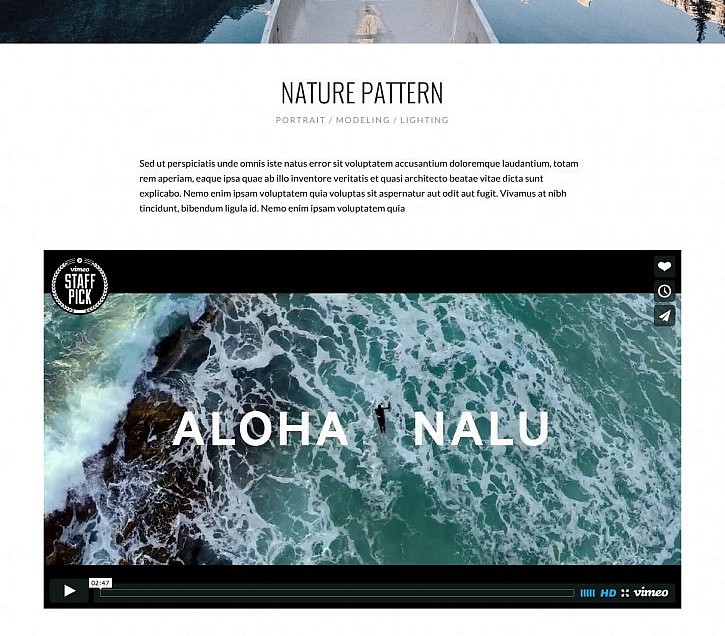 NATURE PATTERN
PORTRAIT / MODELING / LIGHTING
Sed ut perspiciatis unde omnis iste natus error sit voluptatem accusantium doloremque laudantium, totam
rem aperiam, eaque ipsa quae ab illo inventore veritatis et quasi architecto beatae vitae dicta sunt
explicabo. Nemo enim ipsam voluptatem quia voluptas sit aspernatur aut odit aut fugit. Vivamus at nibh
tincidunt, bibendum ligula id. Nemo enim ipsam voluptatem quia
vimeo
STAFF
PICK
ALOHA NALU
02:47
HD vimeo